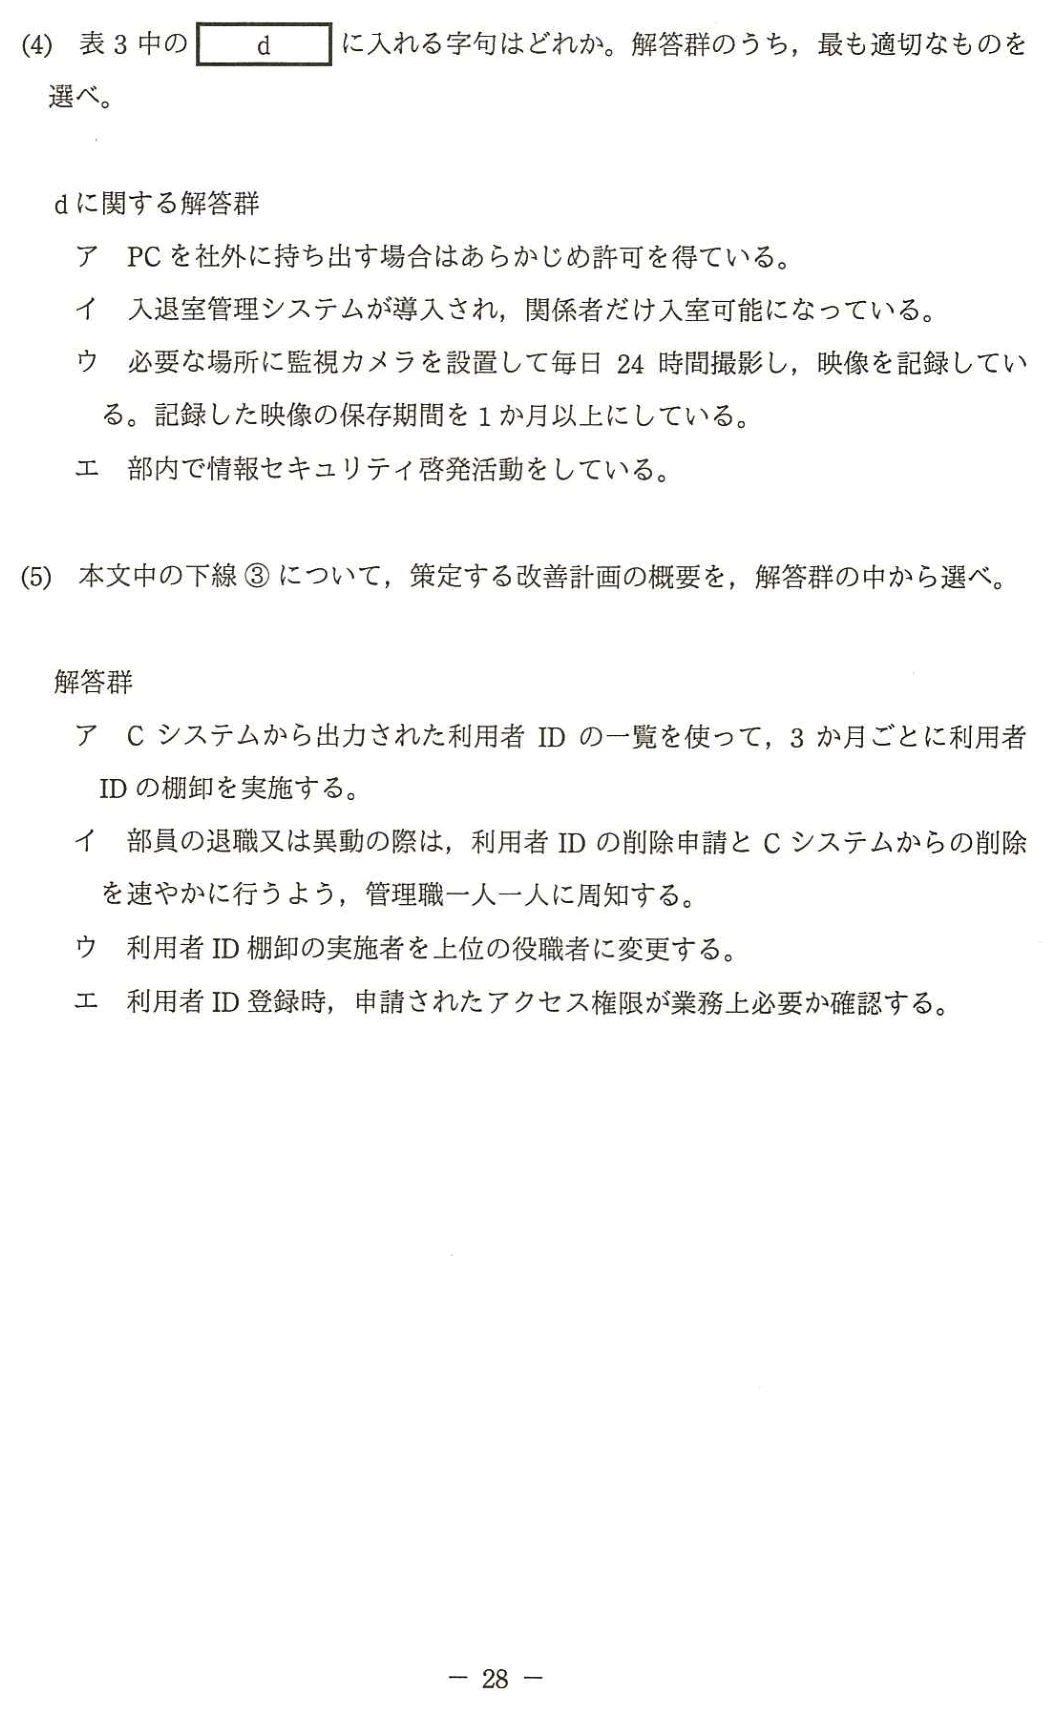 (4) 表3中の d に入れる字句はどれか。解答群のうち，最も適切なものを
選べ。
dに関する解答群
ア PCを社外に持ち出す場合はあらかじめ許可を得ている。
イ 入退室管理システムが導入され，関係者だけ入室可能になっている。
ウ 必要な場所に監視カメラを設置して毎日 24 時間撮影し，映像を記録してい
る。記録した映像の保存期間を1か月以上にしている。
エ 部内で情報セキュリティ啓発活動をしている。
(5) 本文中の下線③について，策定する改善計画の概要を，解答群の中から選べ。
解答群
ア C システムから出力された利用者 ID の一覧を使って，3 か月ごとに利用者
IDの棚卸を実施する。
イ 部員の退職又は異動の際は，利用者 ID の削除申請と C システムからの削除
を速やかに行うよう，管理職一人一人に周知する。
ウ 利用者ID棚卸の実施者を上位の役職者に変更する。
エ 利用者ID登録時，申請されたアクセス権限が業務上必要か確認する。
― 28 ―